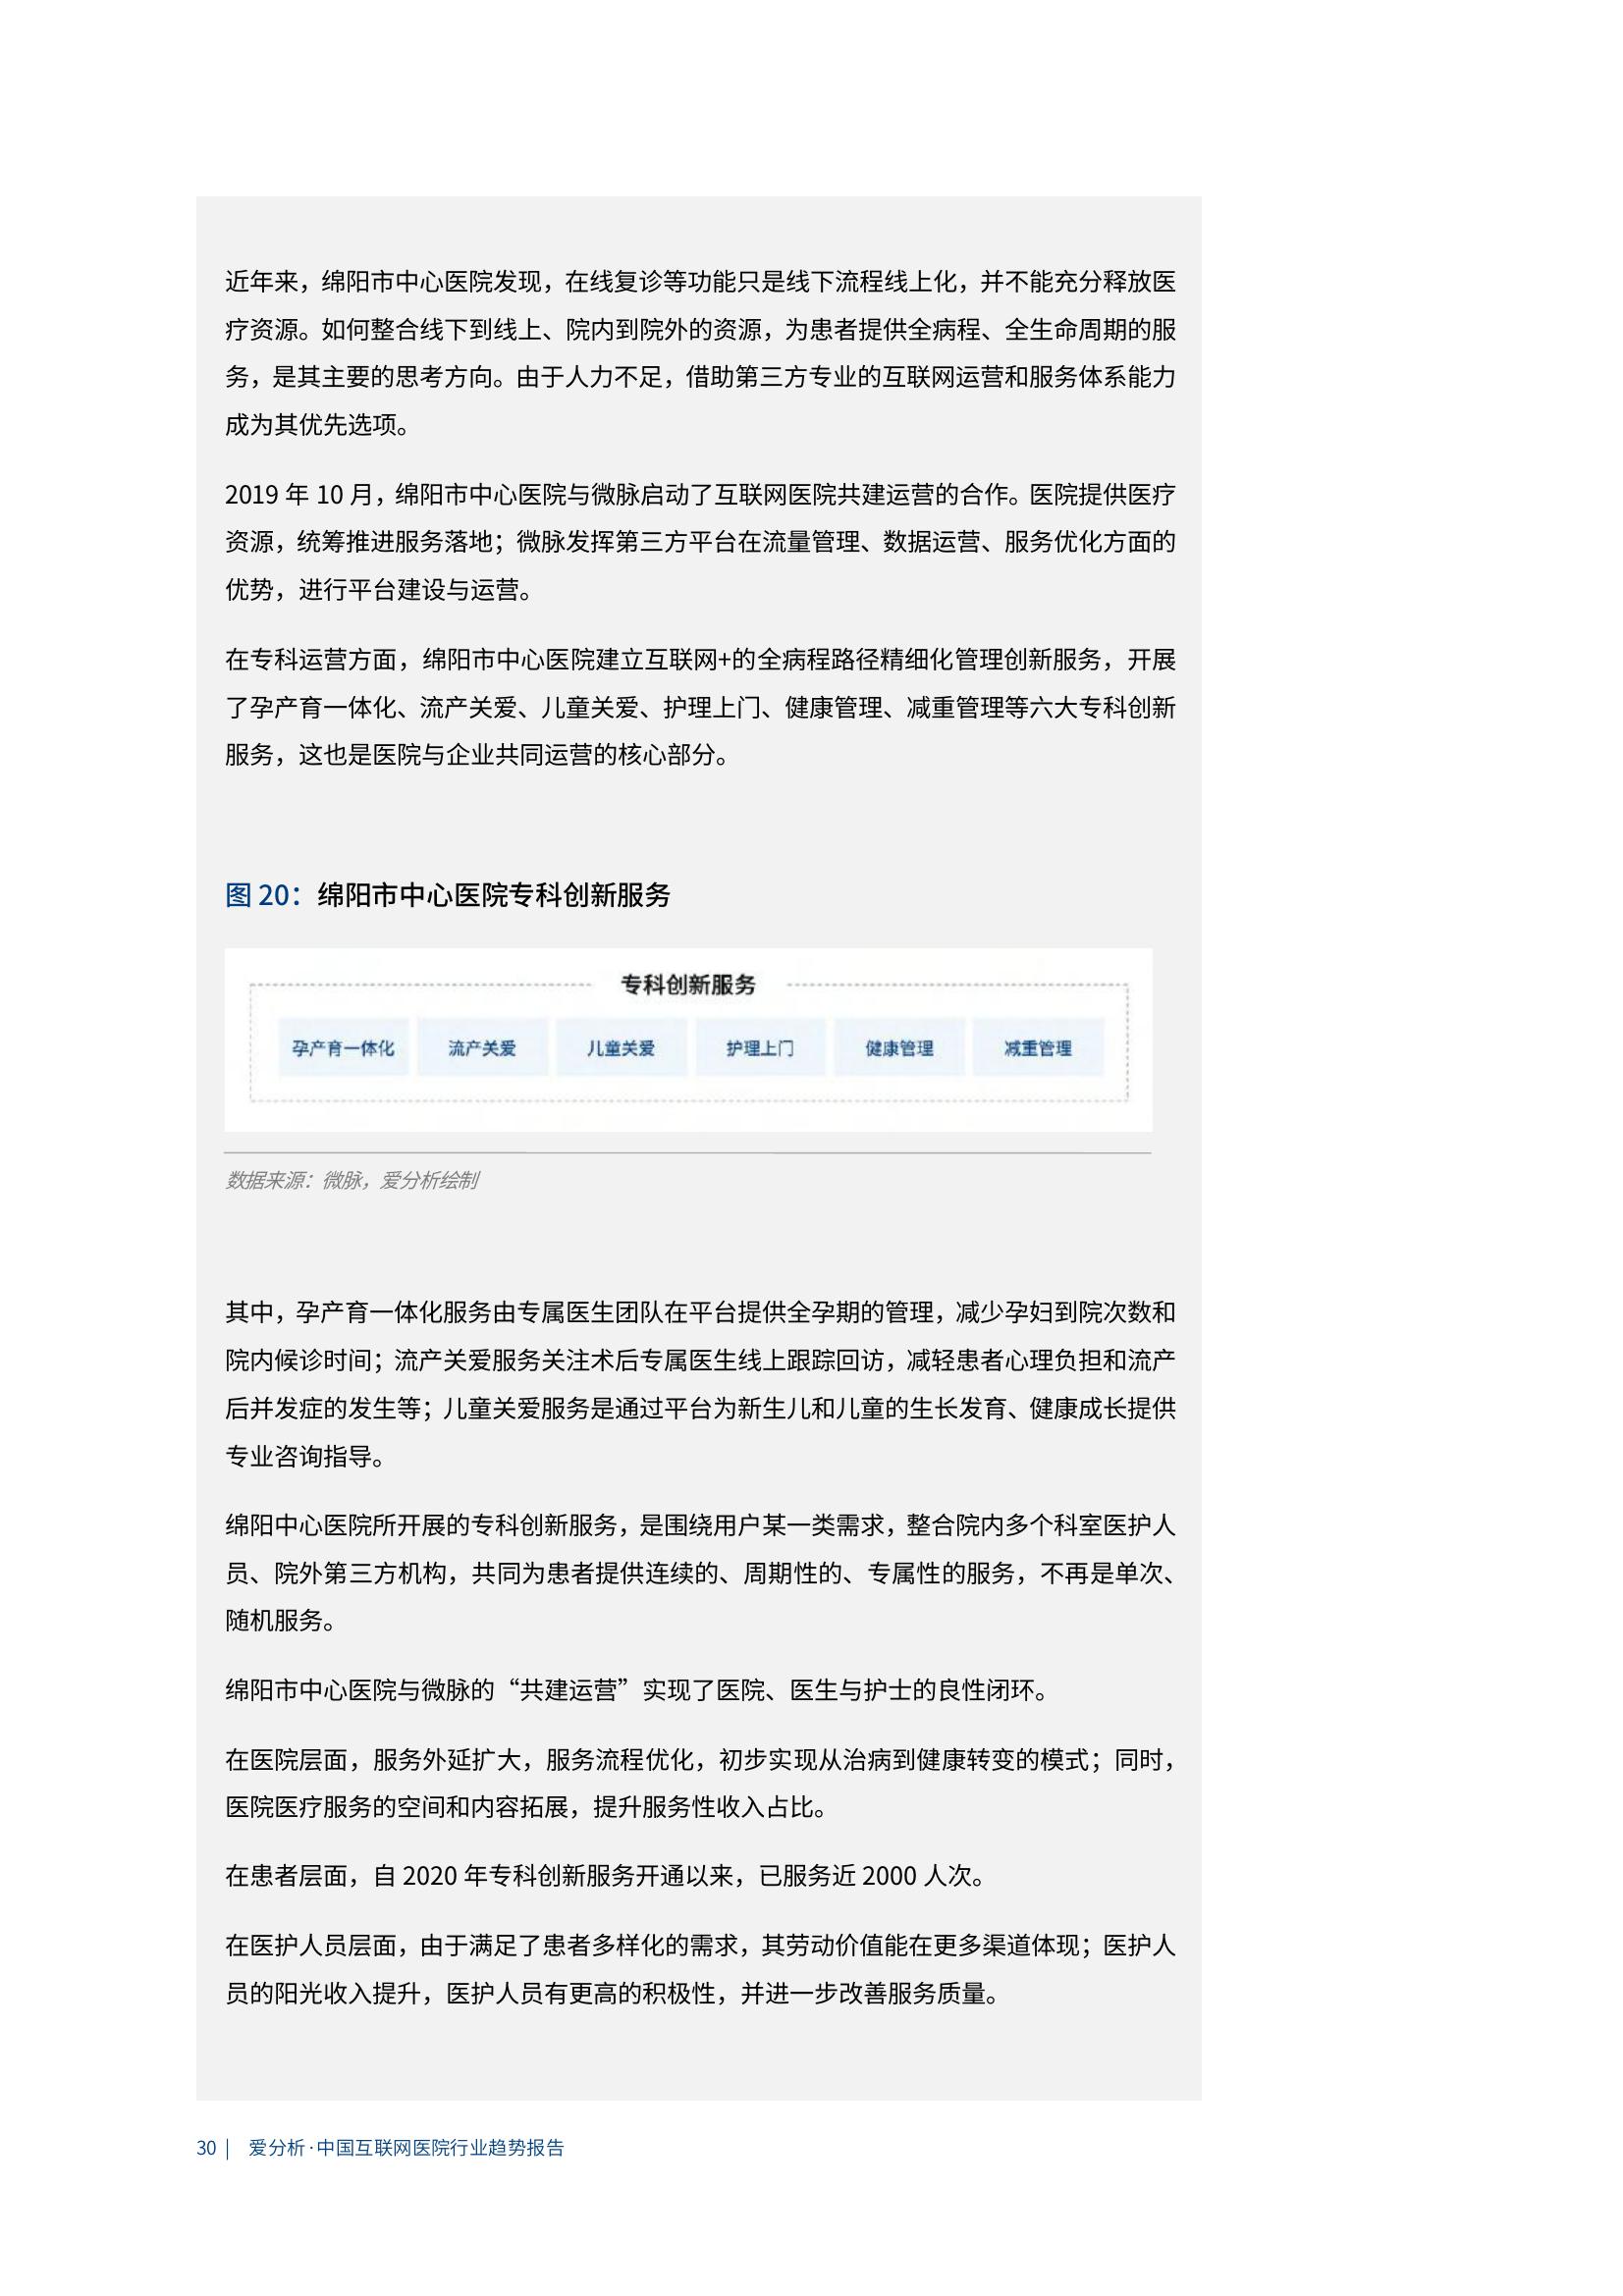 近年来，绵阳市中心医院发现，在线复诊等功能只是线下流程线上化，并不能充分释放医
疗资源。如何整合线下到线上、院内到院外的资源，为患者提供全病程、全生命周期的服
务，是其主要的思考方向。由于人力不足，借助第三方专业的互联网运营和服务体系能力
成为其优先选项。
2019 年 10 月，绵阳市中心医院与微脉启动了互联网医院共建运营的合作。医院提供医疗
资源，统筹推进服务落地；微脉发挥第三方平台在流量管理、数据运营、服务优化方面的
优势，进行平台建设与运营。
在专科运营方面，绵阳市中心医院建立互联网+的全病程路径精细化管理创新服务，开展
了孕产育一体化、流产关爱、儿童关爱、护理上门、健康管理、减重管理等六大专科创新
服务，这也是医院与企业共同运营的核心部分。
图 20：绵阳市中心医院专科创新服务
专科创新服务
孕产育一体化 流产关爱 儿童关爱 护理上门 健康管理 减重管理
数据来源：微脉，爱分析绘制
其中，孕产育一体化服务由专属医生团队在平台提供全孕期的管理，减少孕妇到院次数和
院内候诊时间；流产关爱服务关注术后专属医生线上跟踪回访，减轻患者心理负担和流产
后并发症的发生等；儿童关爱服务是通过平台为新生儿和儿童的生长发育、健康成长提供
专业咨询指导。
绵阳中心医院所开展的专科创新服务，是围绕用户某一类需求，整合院内多个科室医护人
员、院外第三方机构，共同为患者提供连续的、周期性的、专属性的服务，不再是单次、
随机服务。
绵阳市中心医院与微脉的“共建运营”实现了医院、医生与护士的良性闭环。
在医院层面，服务外延扩大，服务流程优化，初步实现从治病到健康转变的模式；同时，
医院医疗服务的空间和内容拓展，提升服务性收入占比。
在患者层面，自 2020 年专科创新服务开通以来，已服务近 2000 人次。
在医护人员层面，由于满足了患者多样化的需求，其劳动价值能在更多渠道体现；医护人
员的阳光收入提升，医护人员有更高的积极性，并进一步改善服务质量。
30 | 爱分析·中国互联网医院行业趋势报告